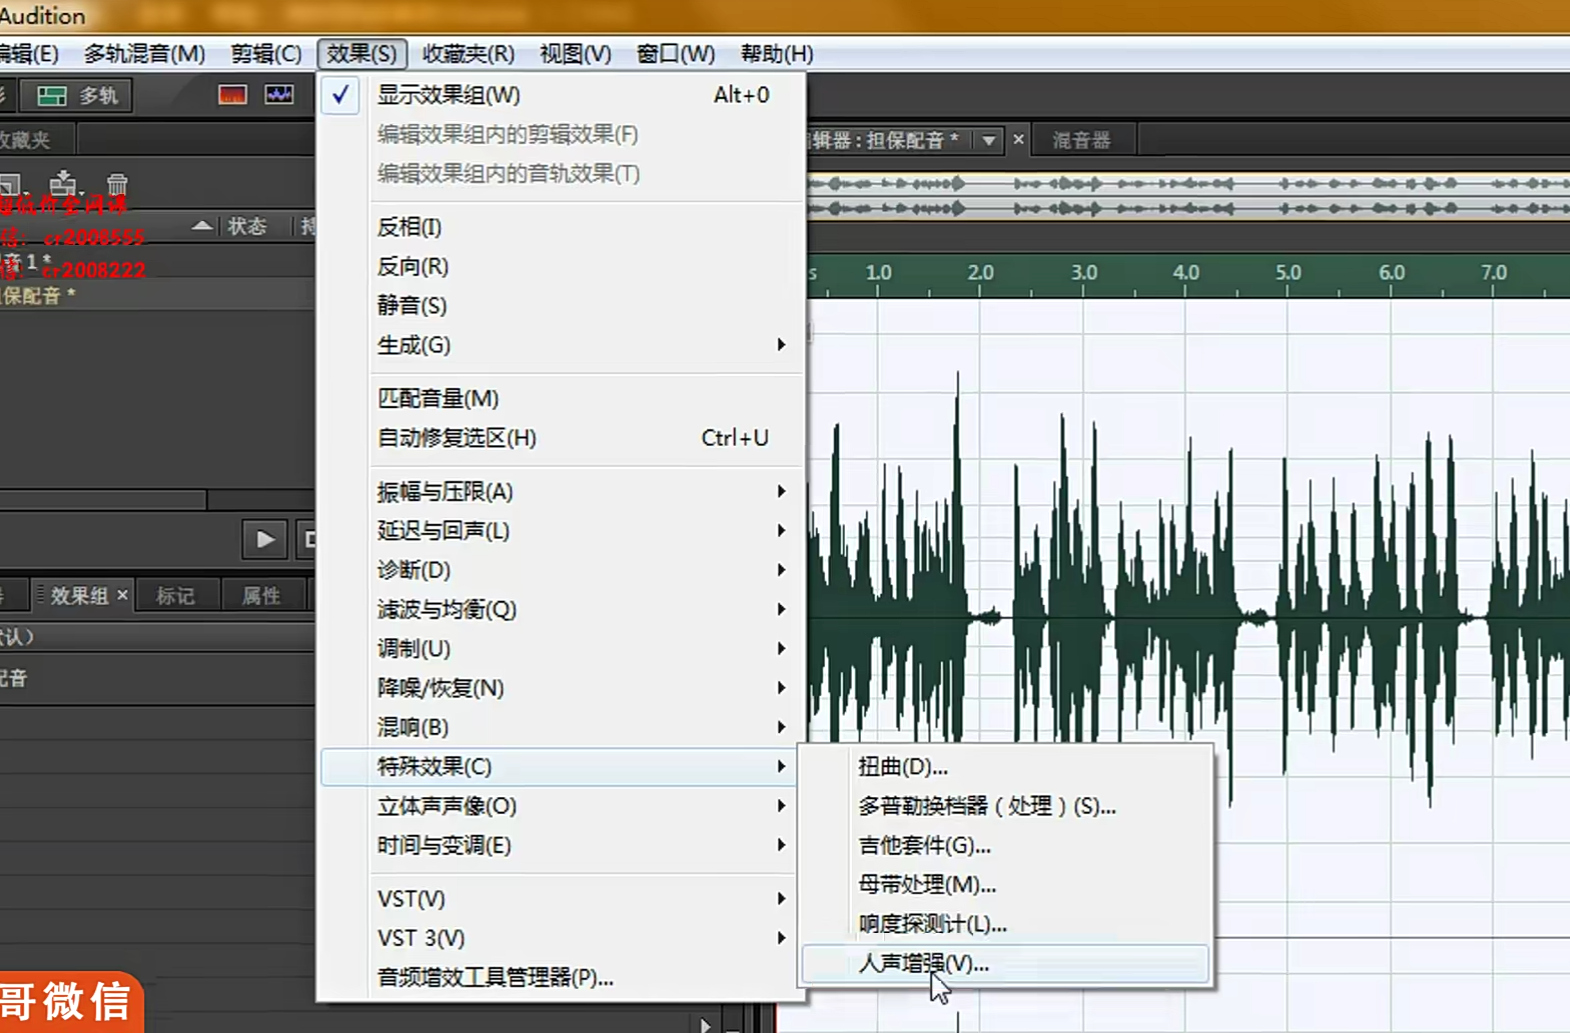 Audition
编辑(E) 多轨混音(M) 剪辑(C) 效果(S) 收藏夹(R) 视图(V) 窗口(W) 帮助(H)
多轨
显示效果组(W) Alt+0
编辑效果组内的剪辑效果(F)
编辑效果组内的音轨效果(T)
反相(I)
反向(R)
静音(S)
生成(G)
匹配音量(M)
自动修复选区(H) Ctrl+U
振幅与压限(A)
延迟与回声(L)
诊断(D)
滤波与均衡(Q)
调制(U)
降噪/恢复(N)
混响(B)
特殊效果(C)
立体声声像(O)
时间与变调(E)
VST(V)
VST 3(V)
音频增效工具管理器(P)...
扭曲(D)...
多普勒换档器（处理）(S)...
吉他套件(G)...
母带处理(M)...
响度探测计(L)...
人声增强(V)...
收藏夹
超低价全网课
状态 持
信: cr2008555
音 1 *
cr2008222
担保配音 *
效果组 × 标记 属性
默认）
配音
哥微信
编辑器：担保配音 * × 混音器
s 1.0 2.0 3.0 4.0 5.0 6.0 7.0